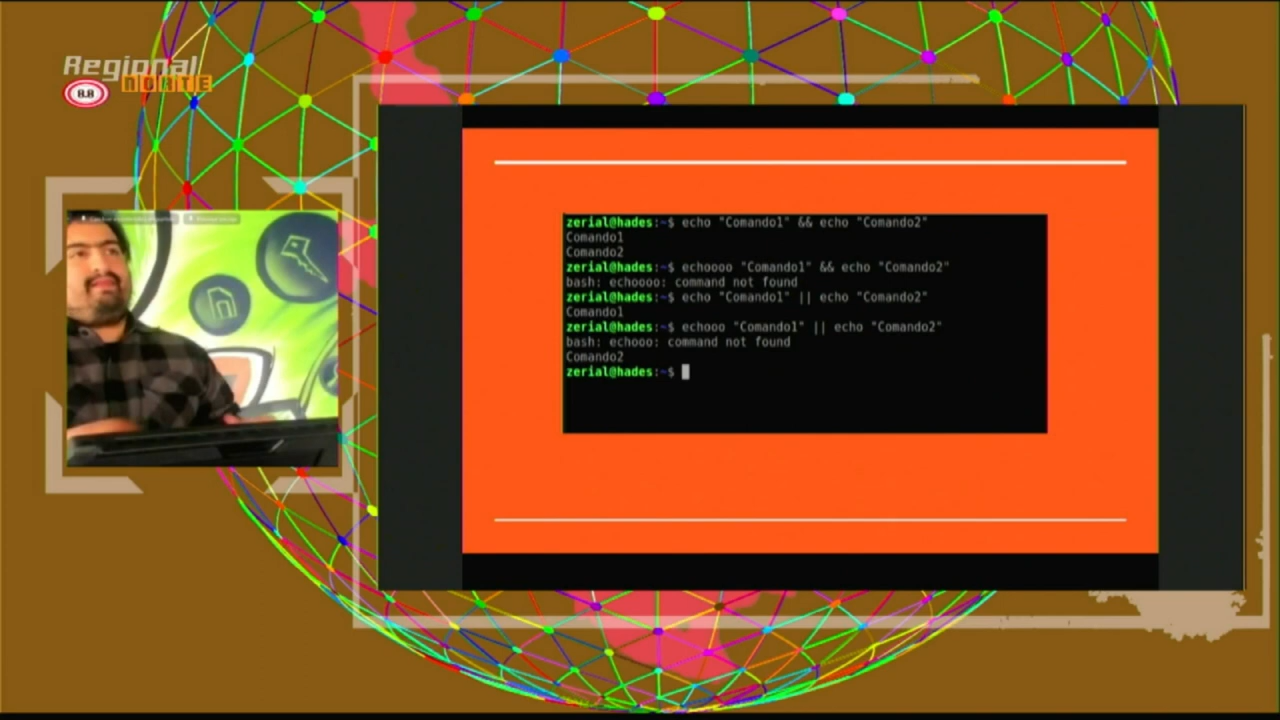 Regional
NORTE
8.8
zerial@hades:~$ echo "Comando1" && echo "Comando2"
Comando1
Comando2
zerial@hades:~$ echoooo "Comando1" && echo "Comando2"
bash: echoooo: command not found
zerial@hades:~$ echo "Comando1" || echo "Comando2"
Comando1
zerial@hades:~$ echooo "Comando1" || echo "Comando2"
bash: echooo: command not found
Comando2
zerial@hades:~$